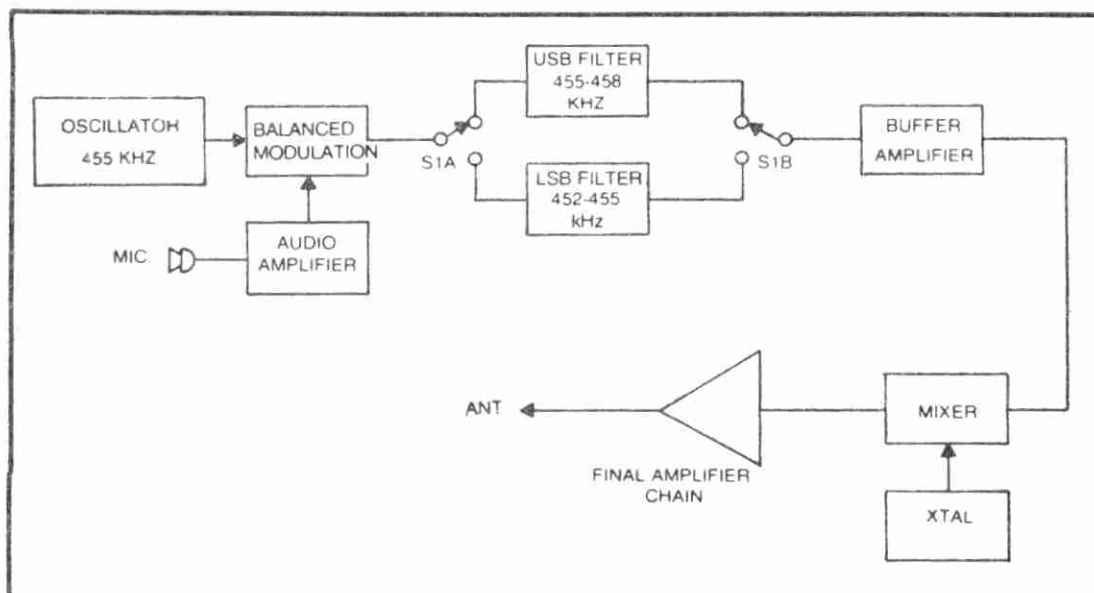 USB FILTER
455-458
KHZ
OSCILLATOR
455 KHZ
BALANCED
MODULATION
S1A
S1B
BUFFER
AMPLIFIER
LSB FILTER
452-455
kHz
MIC.
AUDIO
AMPLIFIER
ANT
MIXER
FINAL AMPLIFIER
CHAIN
XTAL